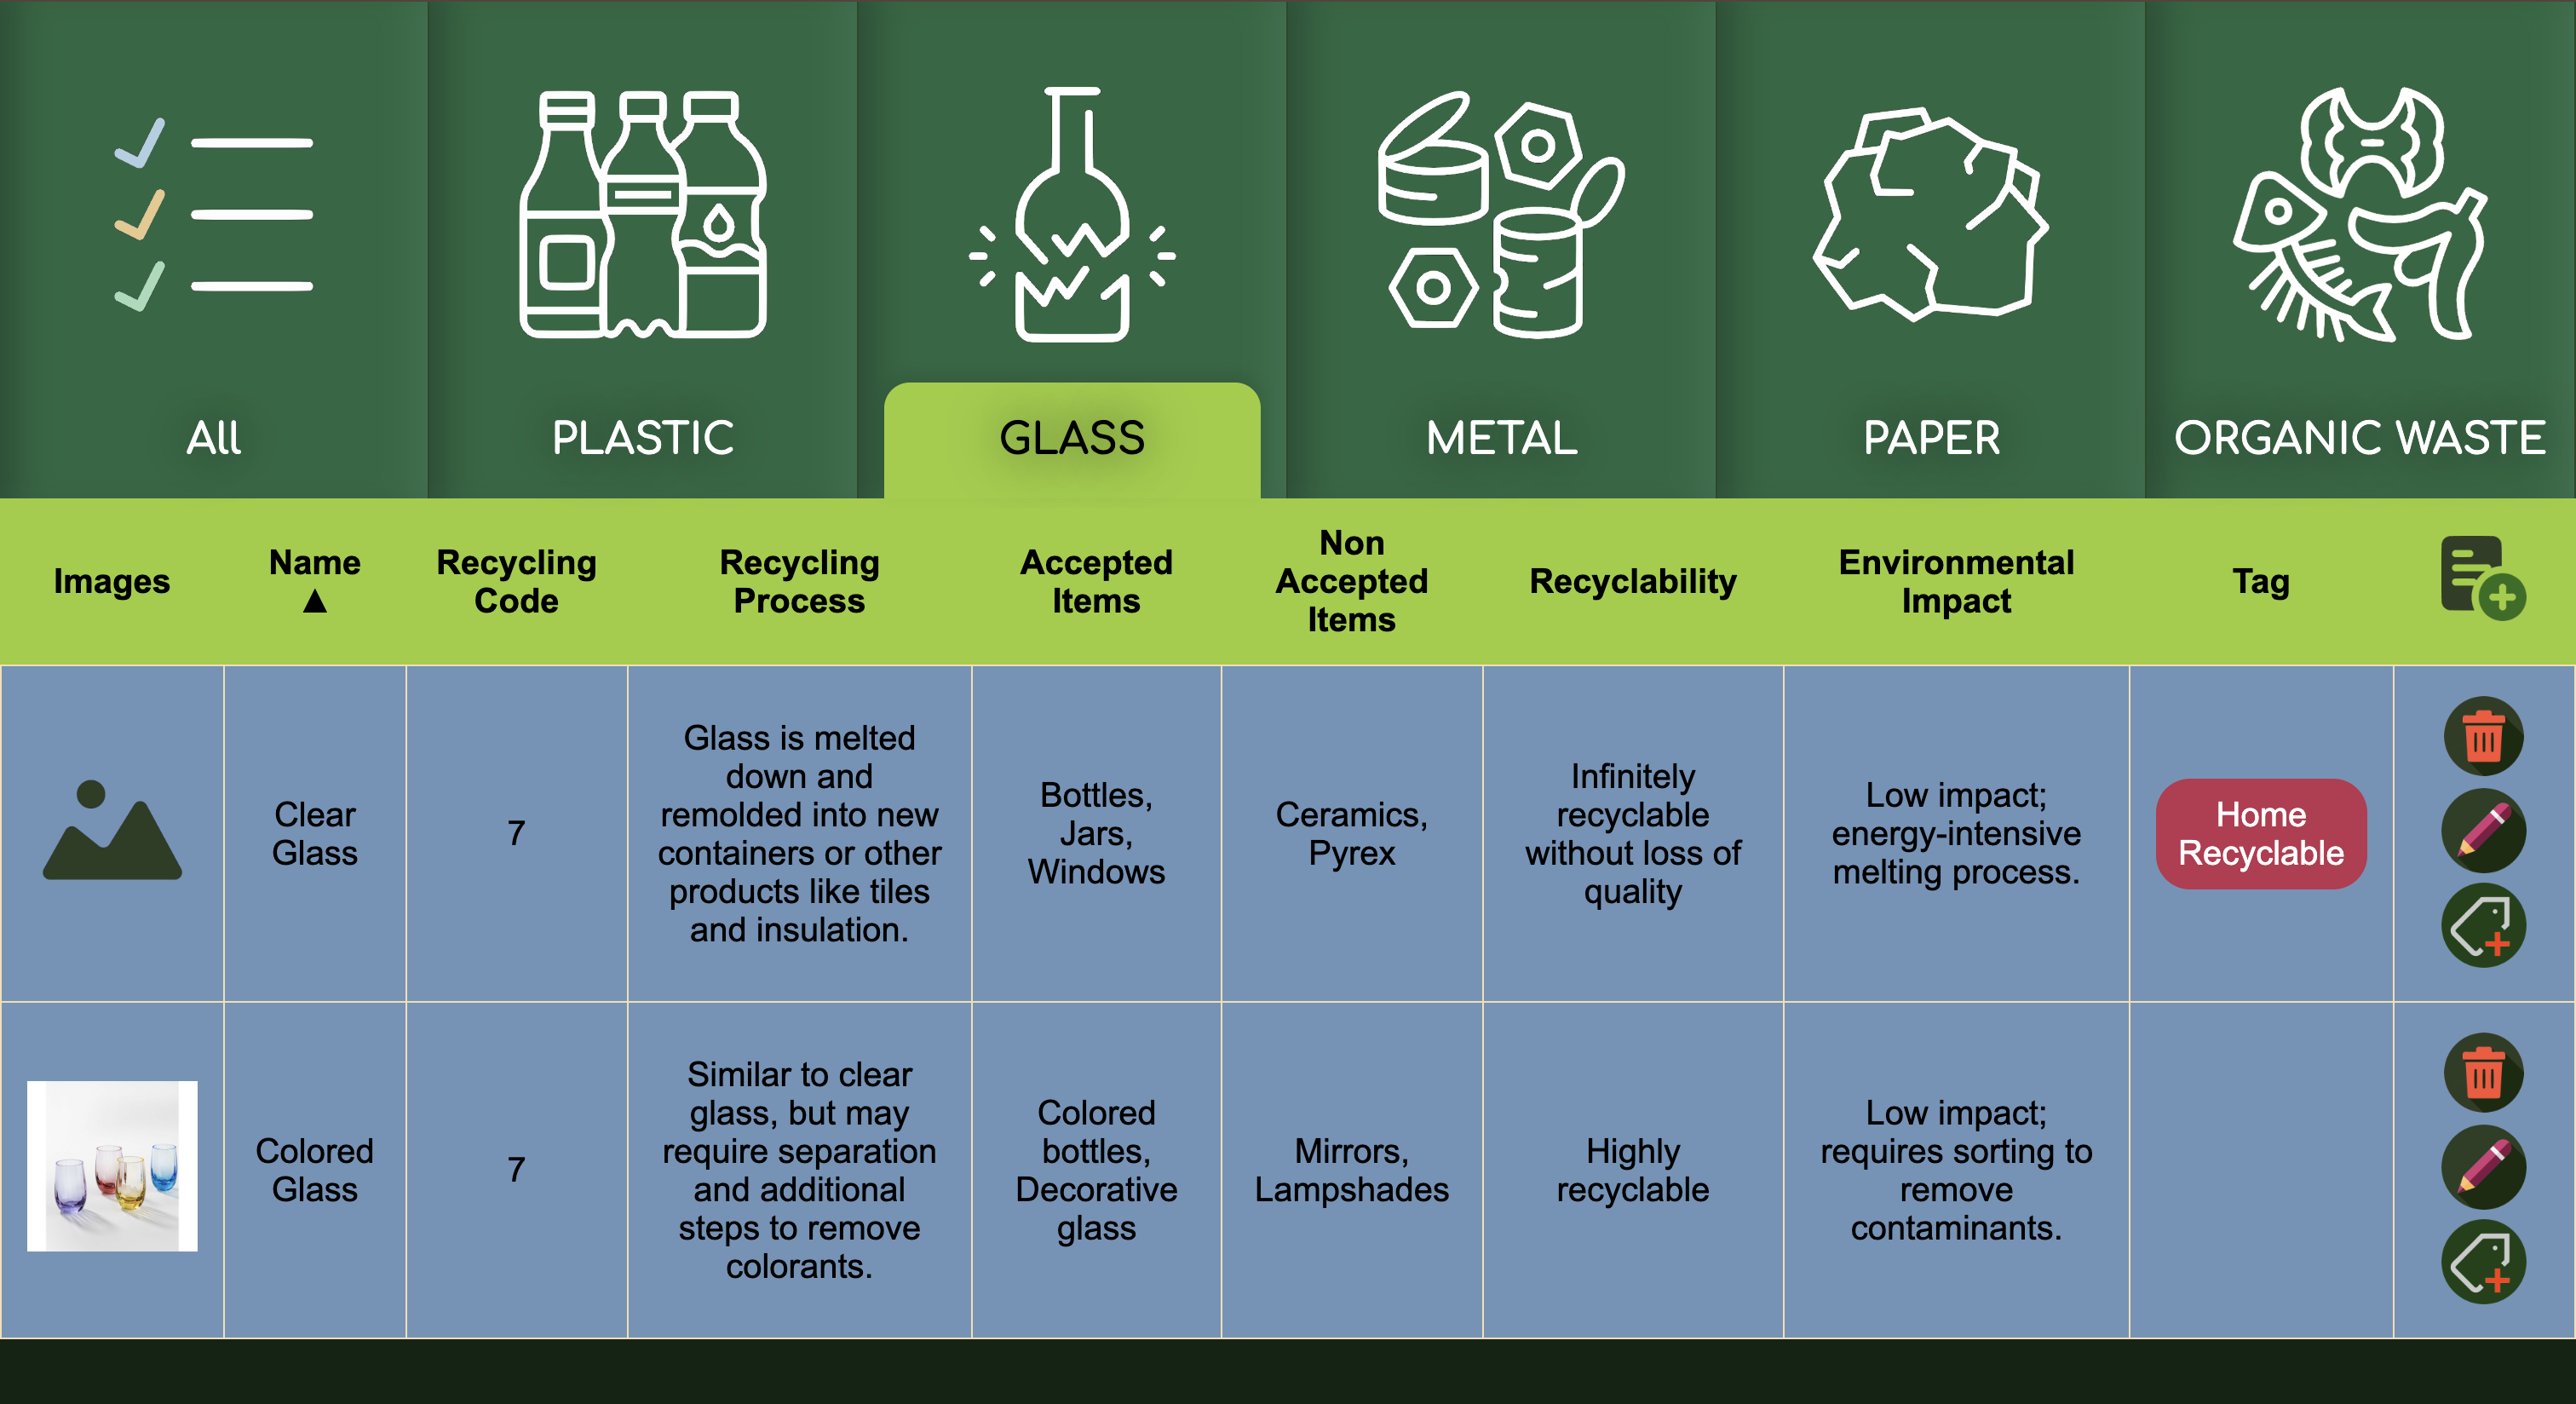 All
PLASTIC
GLASS
METAL
PAPER
ORGANIC WASTE
Images
Name
▲
Recycling
Code
Recycling
Process
Accepted
Items
Non
Accepted
Items
Recyclability
Environmental
Impact
Tag
Clear
Glass
7
Glass is melted
down and
remolded into new
containers or other
products like tiles
and insulation.
Bottles,
Jars,
Windows
Ceramics,
Pyrex
Infinitely
recyclable
without loss of
quality
Low impact;
energy-intensive
melting process.
Home
Recyclable
Colored
Glass
7
Similar to clear
glass, but may
require separation
and additional
steps to remove
colorants.
Colored
bottles,
Decorative
glass
Mirrors,
Lampshades
Highly
recyclable
Low impact;
requires sorting to
remove
contaminants.